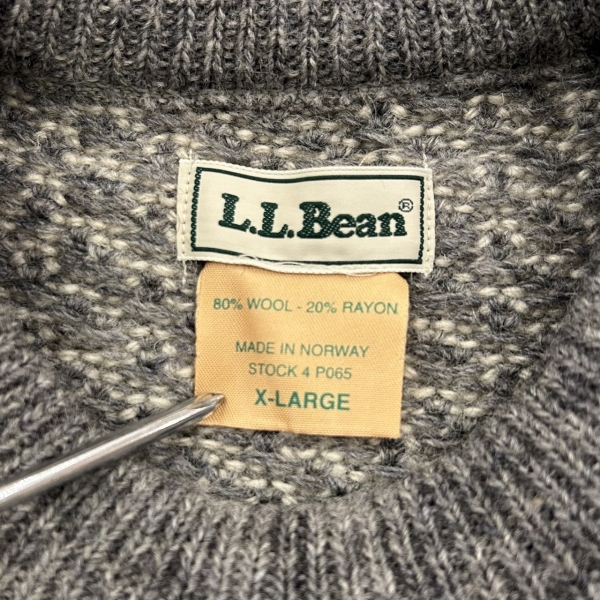 L.L.Bean®
80% WOOL - 20% RAYON
MADE IN NORWAY
STOCK 4 P065
X-LARGE